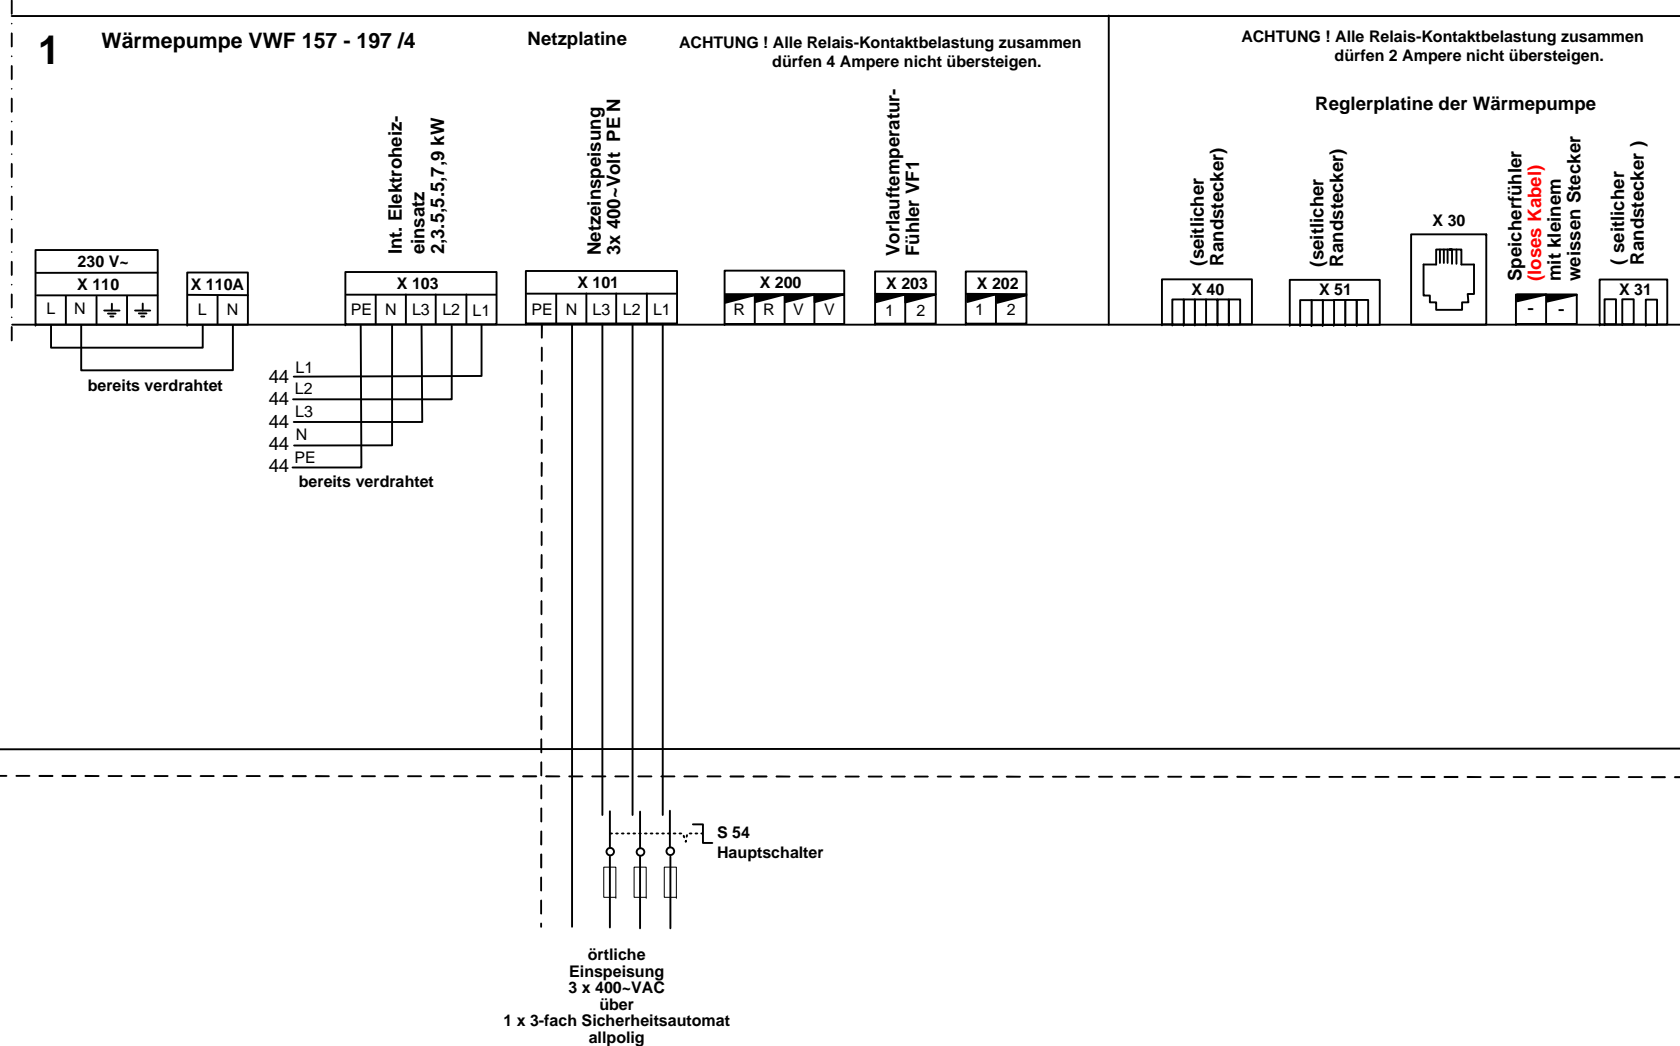 1
Wärmepumpe VWF 157 - 197 /4
Netzplatine
ACHTUNG ! Alle Relais-Kontaktbelastung zusammen
dürfen 4 Ampere nicht übersteigen.
ACHTUNG ! Alle Relais-Kontaktbelastung zusammen
dürfen 2 Ampere nicht übersteigen.
Reglerplatine der Wärmepumpe
Int. Elektroheiz-
einsatz
2,3.5,5.5,7,9 kW
Netzeinspeisung
3x 400~Volt PE N
Vorlauftemperatur-
Fühler VF1
(seitlicher
Randstecker)
(seitlicher
Randstecker)
Speicherfühler
(loses Kabel)
mit kleinem
weissen Stecker
( seitlicher
Randstecker )
230 V~
X 110
L N
X 110A
L N
X 103
PE N L3 L2 L1
X 101
PE N L3 L2 L1
X 200
R R V V
X 203
1 2
X 202
1 2
X 40
X 51
X 30
- -
X 31
bereits verdrahtet
44 L1
44 L2
44 L3
44 N
44 PE
bereits verdrahtet
S 54
Hauptschalter
örtliche
Einspeisung
3 x 400~VAC
über
1 x 3-fach Sicherheitsautomat
allpolig